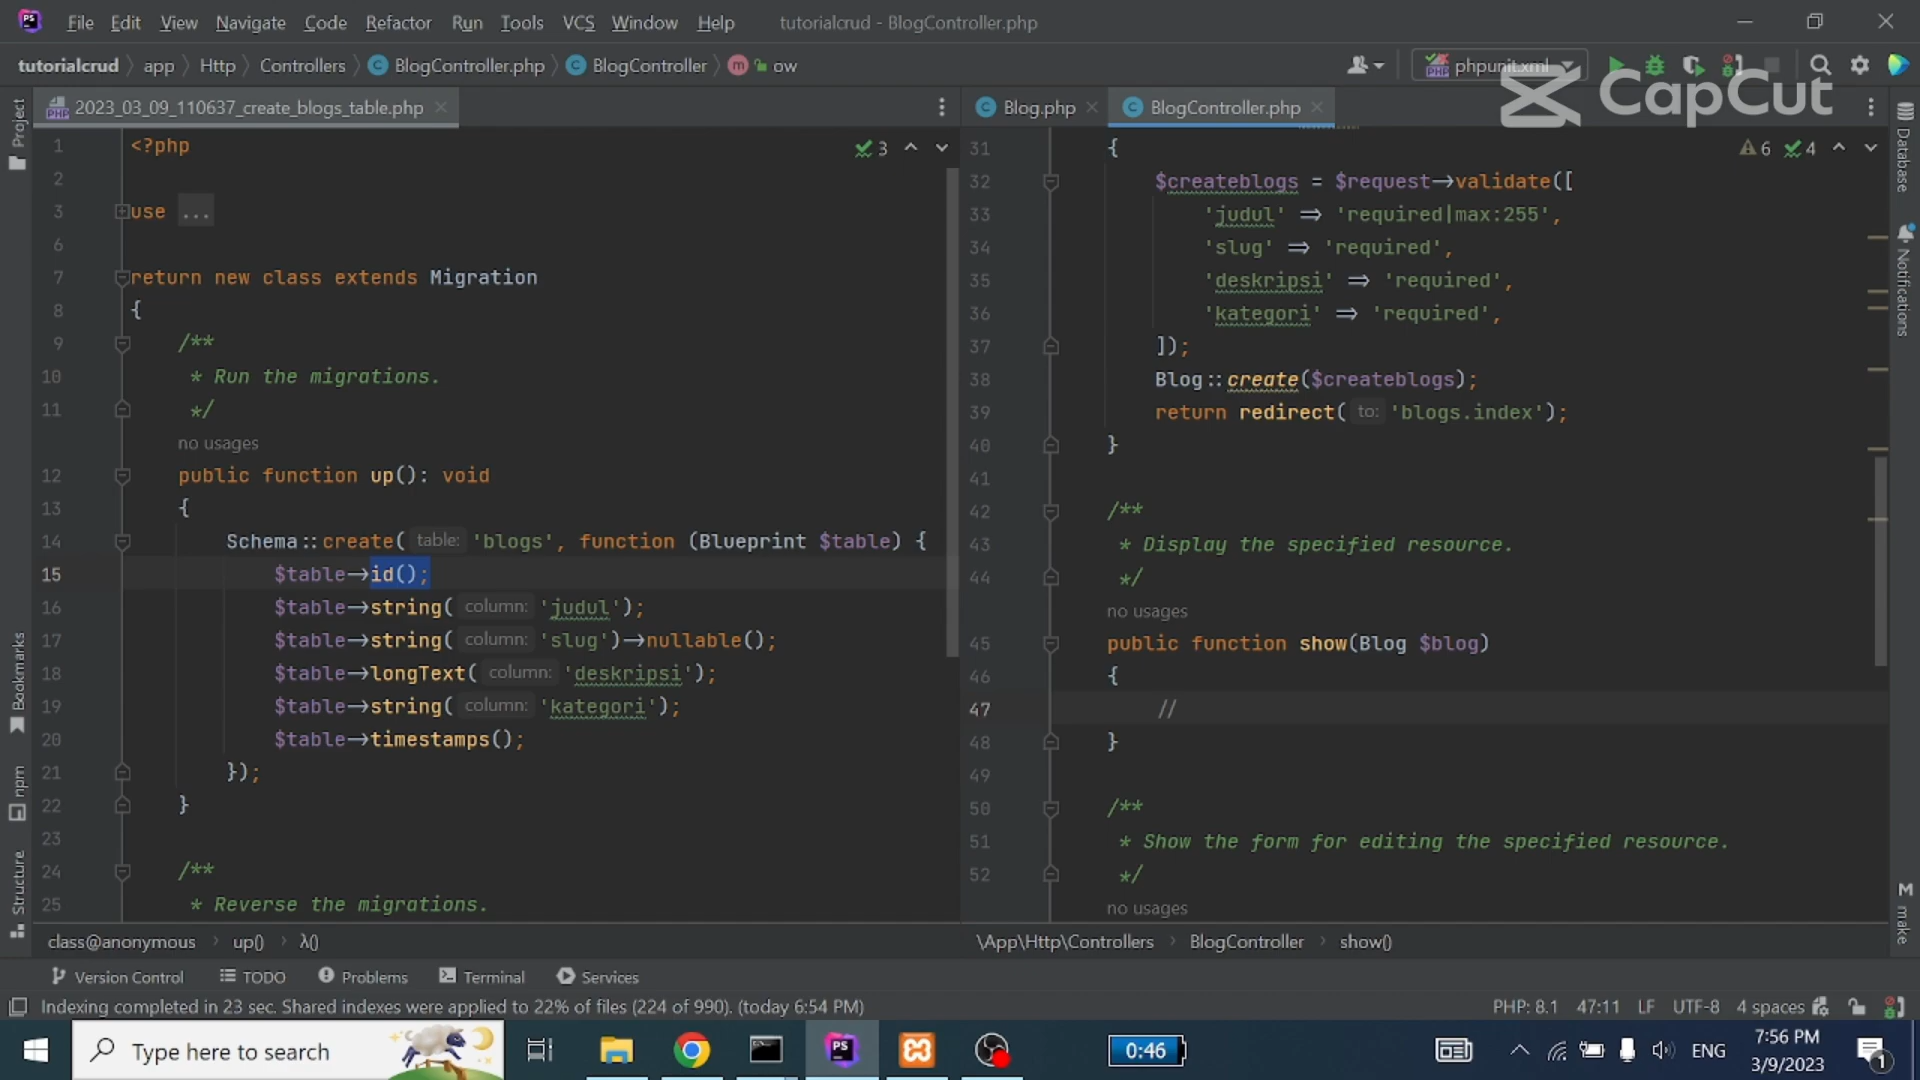 File Edit View Navigate Code Refactor Run Tools VCS Window Help tutorialcrud - BlogController.php
tutorialcrud app Http Controllers BlogController.php BlogController ow phpunit.xml
CapCut
2023_03_09_110637_create_blogs_table.php
Blog.php BlogController.php
Project
Bookmarks
npm
Structure
3
1 <?php
2
3 use ...
6
7 return new class extends Migration
8 {
9 /**
10 * Run the migrations.
11 */
no usages
12 public function up(): void
13 {
14 Schema::create( table: 'blogs', function (Blueprint $table) {
15 $table->id();
16 $table->string( column: 'judul');
17 $table->string( column: 'slug')->nullable();
18 $table->longText( column: 'deskripsi');
19 $table->string( column: 'kategori');
20 $table->timestamps();
21 });
22 }
23
24 /**
25 * Reverse the migrations.
6 4
31 {
32 $createblogs = $request->validate([
33 'judul' => 'required|max:255',
34 'slug' => 'required',
35 'deskripsi' => 'required',
36 'kategori' => 'required',
37 ]);
38 Blog::create($createblogs);
39 return redirect( to: 'blogs.index');
40 }
41
42 /**
43 * Display the specified resource.
44 */
no usages
45 public function show(Blog $blog)
46 {
47 //
48 }
49
50 /**
51 * Show the form for editing the specified resource.
52 */
no usages
Database
Notifications
make
class@anonymous up() λ()
\App\Http\Controllers BlogController show()
Version Control TODO Problems Terminal Services
Indexing completed in 23 sec. Shared indexes were applied to 22% of files (224 of 990). (today 6:54 PM)
PHP: 8.1 47:11 LF UTF-8 4 spaces
Type here to search
PS
0:46
ENG
7:56 PM
3/9/2023
1